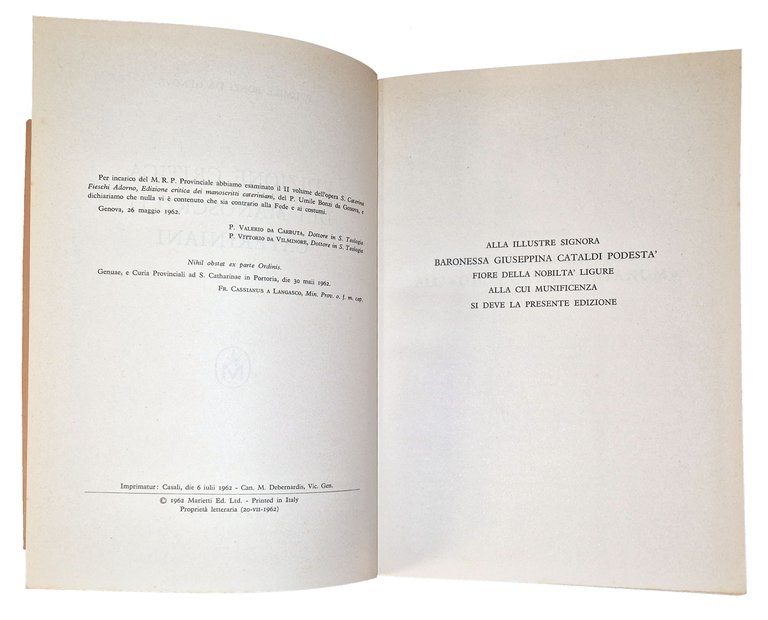 Per incarico del M. R. P. Provinciale abbiamo esaminato il II volume dell'opera S. Caterina
Fieschi Adorno, Edizione critica dei manoscritti cateriniani, del P. Umile Bonzi da Genova, e
dichiariamo che nulla vi è contenuto che sia contrario alla Fede e ai costumi.
Genova, 26 maggio 1962.
P. Valerio da Carbuta, Dottore in S. Teologia
P. Vittorio da Vilminore, Dottore in S. Teologia
Nihil obstat ex parte Ordinis.
Genuae, e Curia Provinciali ad S. Catharinae in Portoria, die 30 maii 1962.
Fr. Cassianus a Langasco, Min. Prov. o. f. m. cap.
Imprimatur: Casali, die 6 iulii 1962 - Can. M. Debernardis, Vic. Gen.
© 1962 Marietti Ed. Ltd. - Printed in Italy
Proprietà letteraria (20-VII-1962)
ALLA ILLUSTRE SIGNORA
BARONESSA GIUSEPPINA CATALDI PODESTA'
FIORE DELLA NOBILTA' LIGURE
ALLA CUI MUNIFICENZA
SI DEVE LA PRESENTE EDIZIONE